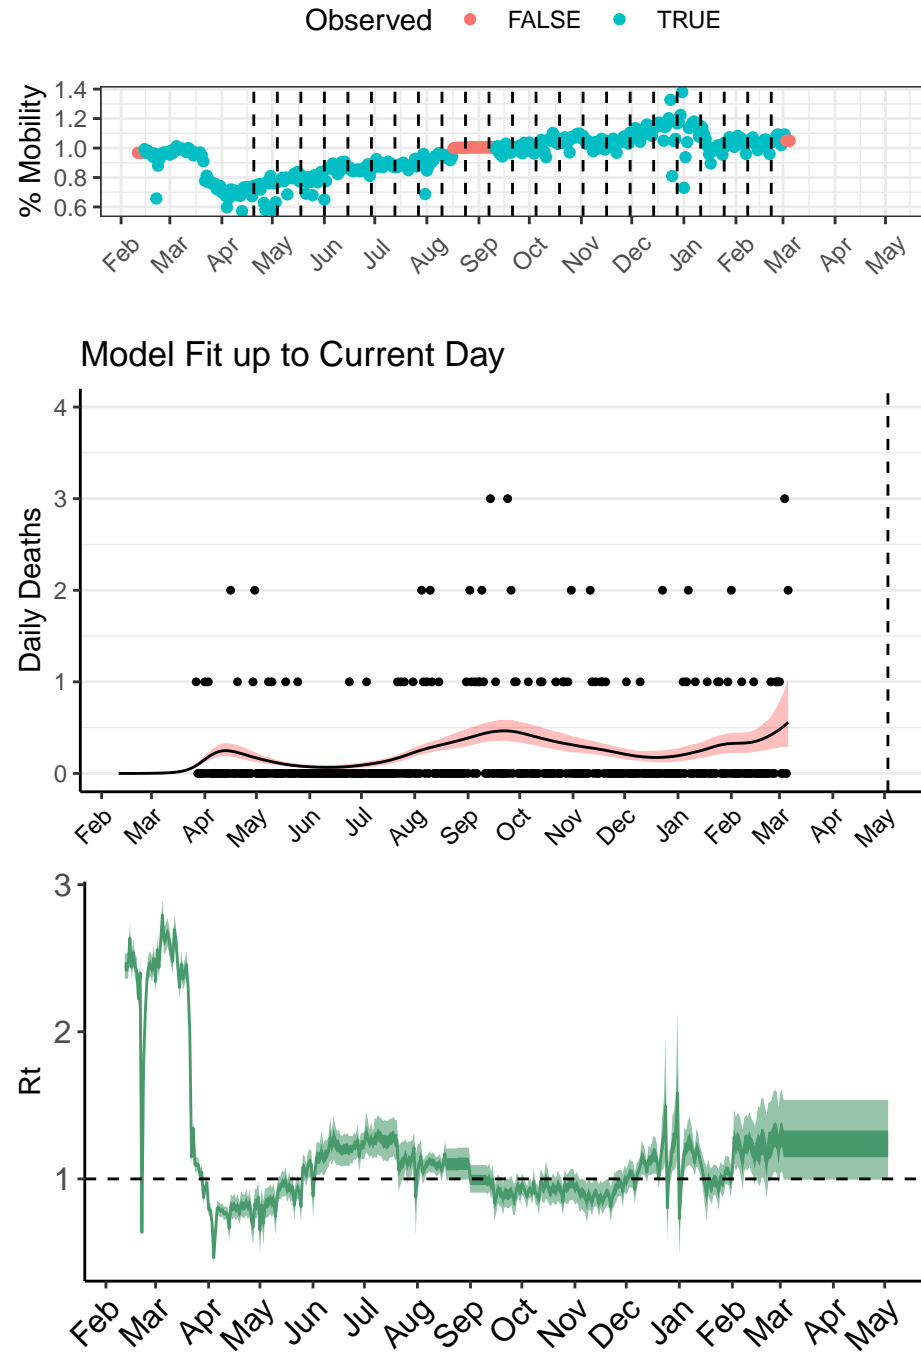 Observed FALSE TRUE
% Mobility
1.4
1.2
1.0
0.8
0.6
Feb Mar Apr May Jun Jul Aug Sep Oct Nov Dec Jan Feb Mar Apr May
Model Fit up to Current Day
Daily Deaths
4
3
2
1
0
Feb Mar Apr May Jun Jul Aug Sep Oct Nov Dec Jan Feb Mar Apr May
Rt
3
2
1
Feb Mar Apr May Jun Jul Aug Sep Oct Nov Dec Jan Feb Mar Apr May